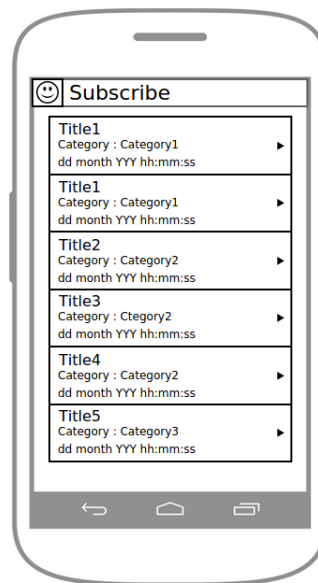 Subscribe
Title1
Category : Category1
dd month YYY hh:mm:ss
Title1
Category : Category1
dd month YYY hh:mm:ss
Title2
Category : Category2
dd month YYY hh:mm:ss
Title3
Category : Ctegory2
dd month YYY hh:mm:ss
Title4
Category : Category2
dd month YYY hh:mm:ss
Title5
Category : Category3
dd month YYY hh:mm:ss